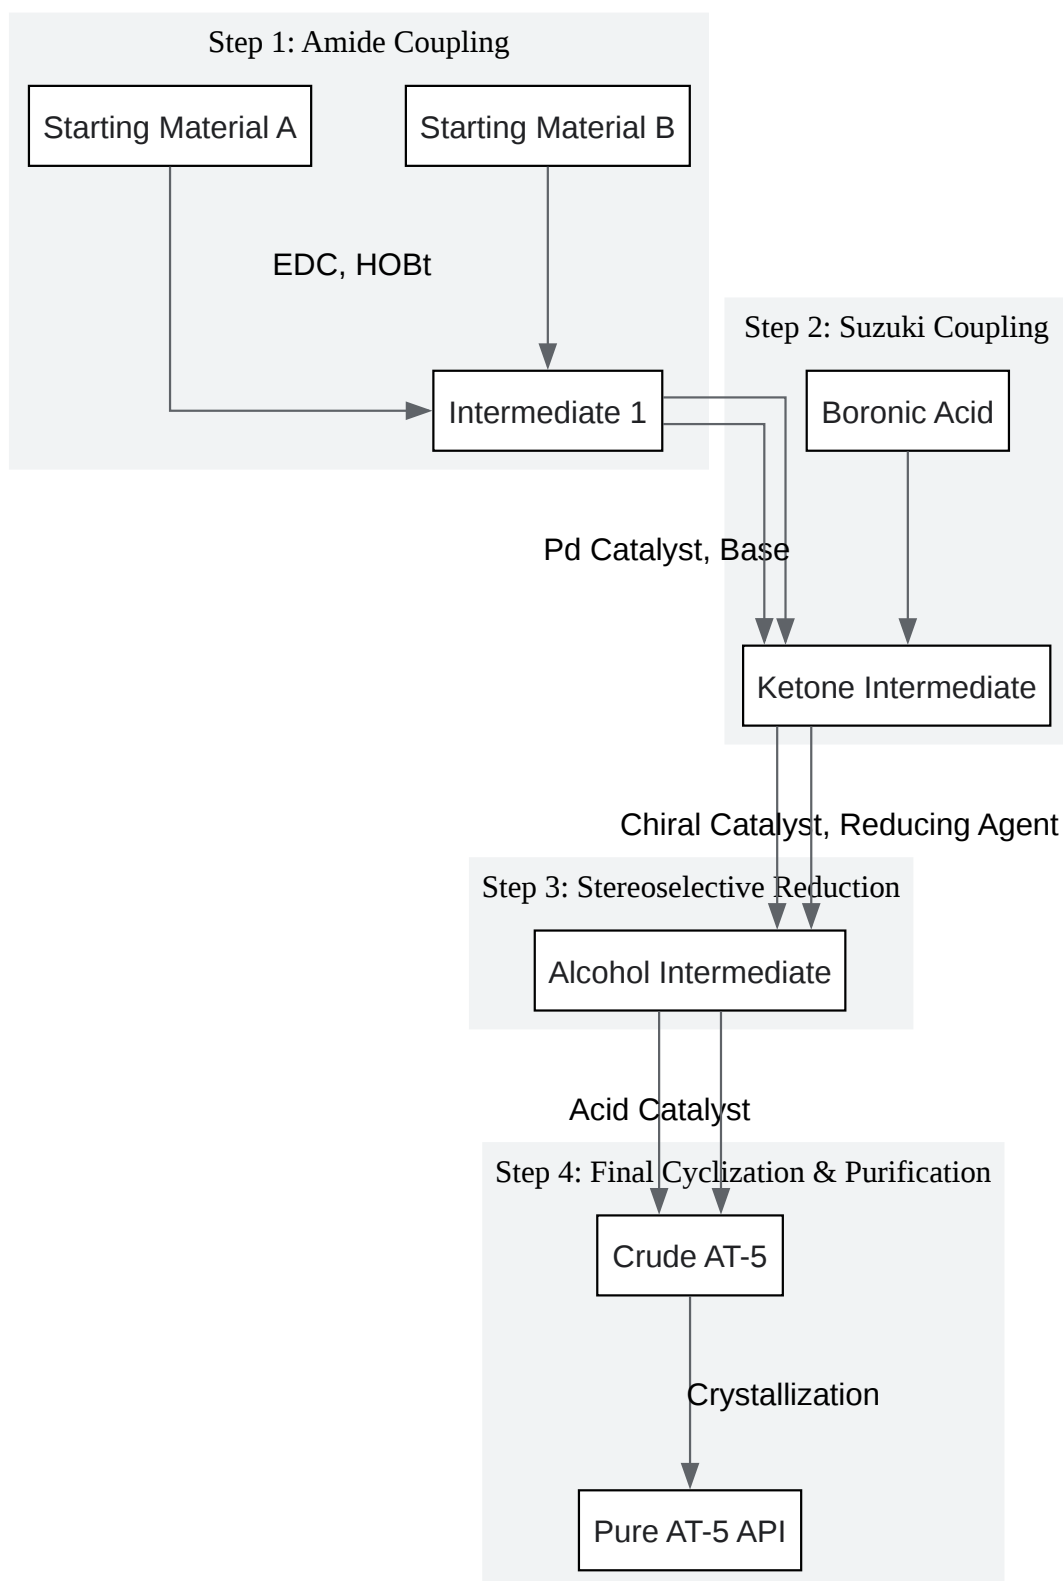 Step 1: Amide Coupling
Starting Material A
Starting Material B
EDC, HOBt
Step 2: Suzuki Coupling
Intermediate 1
Boronic Acid
Pd Catalyst, Base
Ketone Intermediate
Chiral Catalyst, Reducing Agent
Step 3: Stereoselective Reduction
Alcohol Intermediate
Acid Catalyst
Step 4: Final Cyclization & Purification
Crude AT-5
Crystallization
Pure AT-5 API